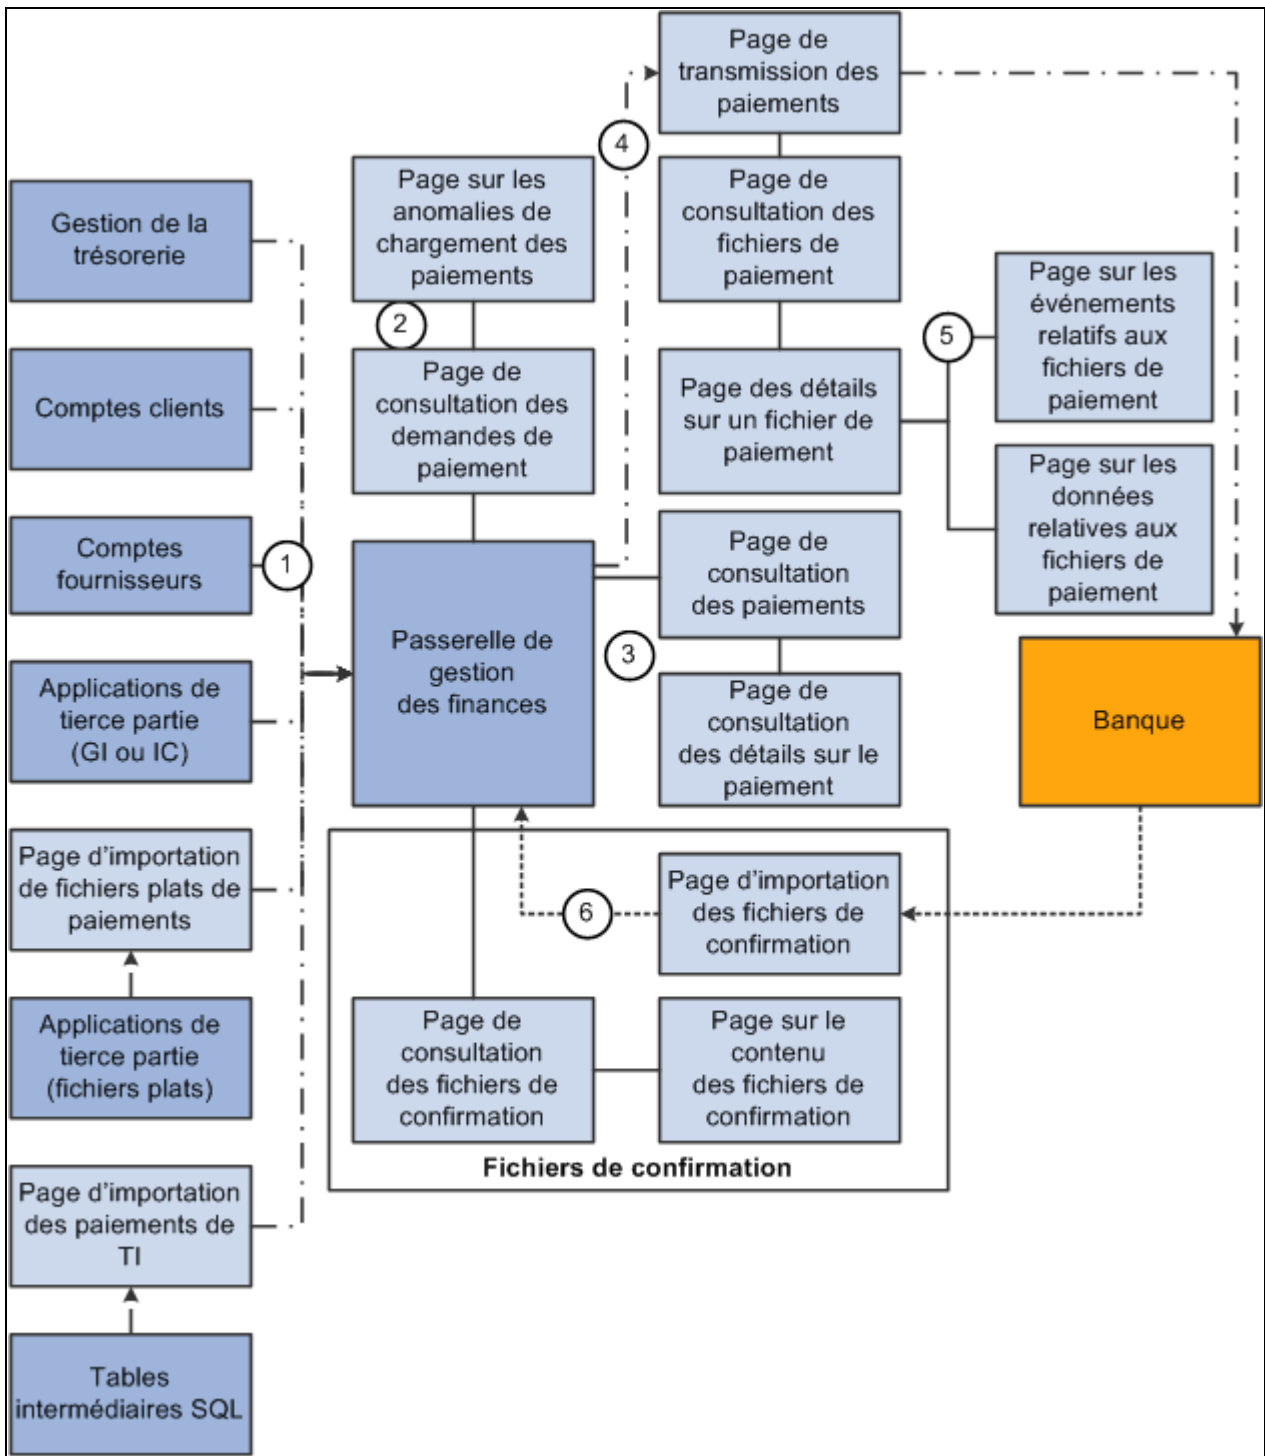 Page de
transmission des
paiements
4
Page sur les
anomalies de
chargement des
paiements
Page de
consultation des
fichiers de
paiement
Gestion de la
trésorerie
Page sur les
événements
relatifs aux
fichiers de
paiement
2
5
Comptes clients
Page de
consultation des
demandes de
paiement
Page des détails
sur un fichier de
paiement
Page sur les
données
relatives aux
fichiers de
paiement
Comptes
fournisseurs
1
Page de
consultation
des paiements
Passerelle de
gestion
des finances
3
Applications de
tierce partie
(GI ou IC)
Page de
consultation
des détails sur le
paiement
Banque
Page d'importation
de fichiers plats de
paiements
Page d'importation
des fichiers de
confirmation
6
Applications de
tierce partie
(fichiers plats)
Page de
consultation
des fichiers de
confirmation
Page sur le
contenu
des fichiers de
confirmation
Fichiers de confirmation
Page d'importation
des paiements de
TI
Tables
intermédiaires SQL